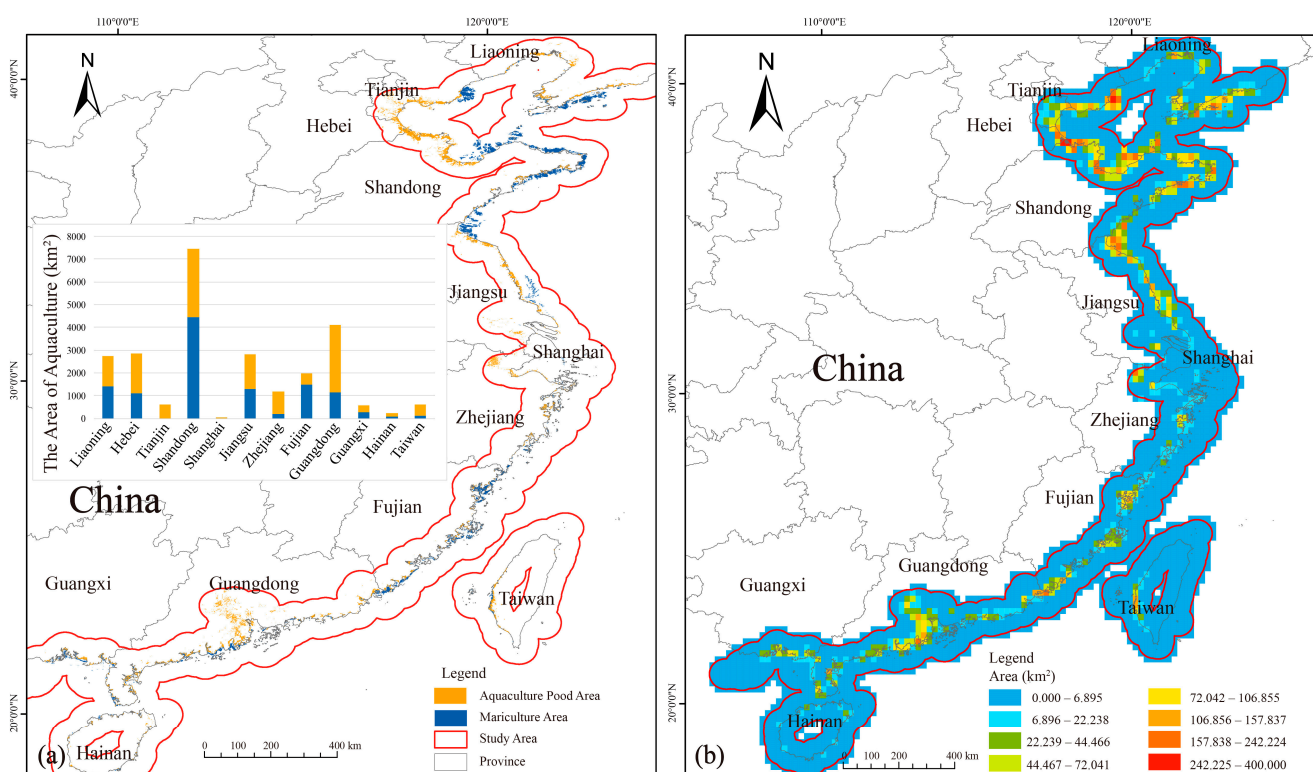 110°0'0"E
120°0'0"E
N
40°0'0"N
30°0'0"N
20°0'0"N
Liaoning
Tianjin
Hebei
Shandong
Jiangsu
Shanghai
Zhejiang
Fujian
China
Guangxi
Guangdong
Taiwan
Hainan
The Area of Aquaculture (km²)
8000
7000
6000
5000
4000
3000
2000
1000
0
Liaoning
Hebei
Tianjin
Shandong
Shanghai
Jiangsu
Zhejiang
Fujian
Guangdong
Guangxi
Hainan
Taiwan
Legend
Aquaculture Pood Area
Mariculture Area
Study Area
Province
0 100 200 400 km
(a)
110°0'0"E
120°0'0"E
N
40°0'0"N
30°0'0"N
20°0'0"N
Liaoning
Tianjin
Hebei
Shandong
Jiangsu
Shanghai
China
Zhejiang
Fujian
Guangdong
Guangxi
Taiwan
Hainan
Legend
Area (km²)
0.000 – 6.895
6.896 – 22.238
22.239 – 44.466
44.467 – 72.041
72.042 – 106.855
106.856 – 157.837
157.838 – 242.224
242.225 – 400.000
0 100 200 400 km
(b)